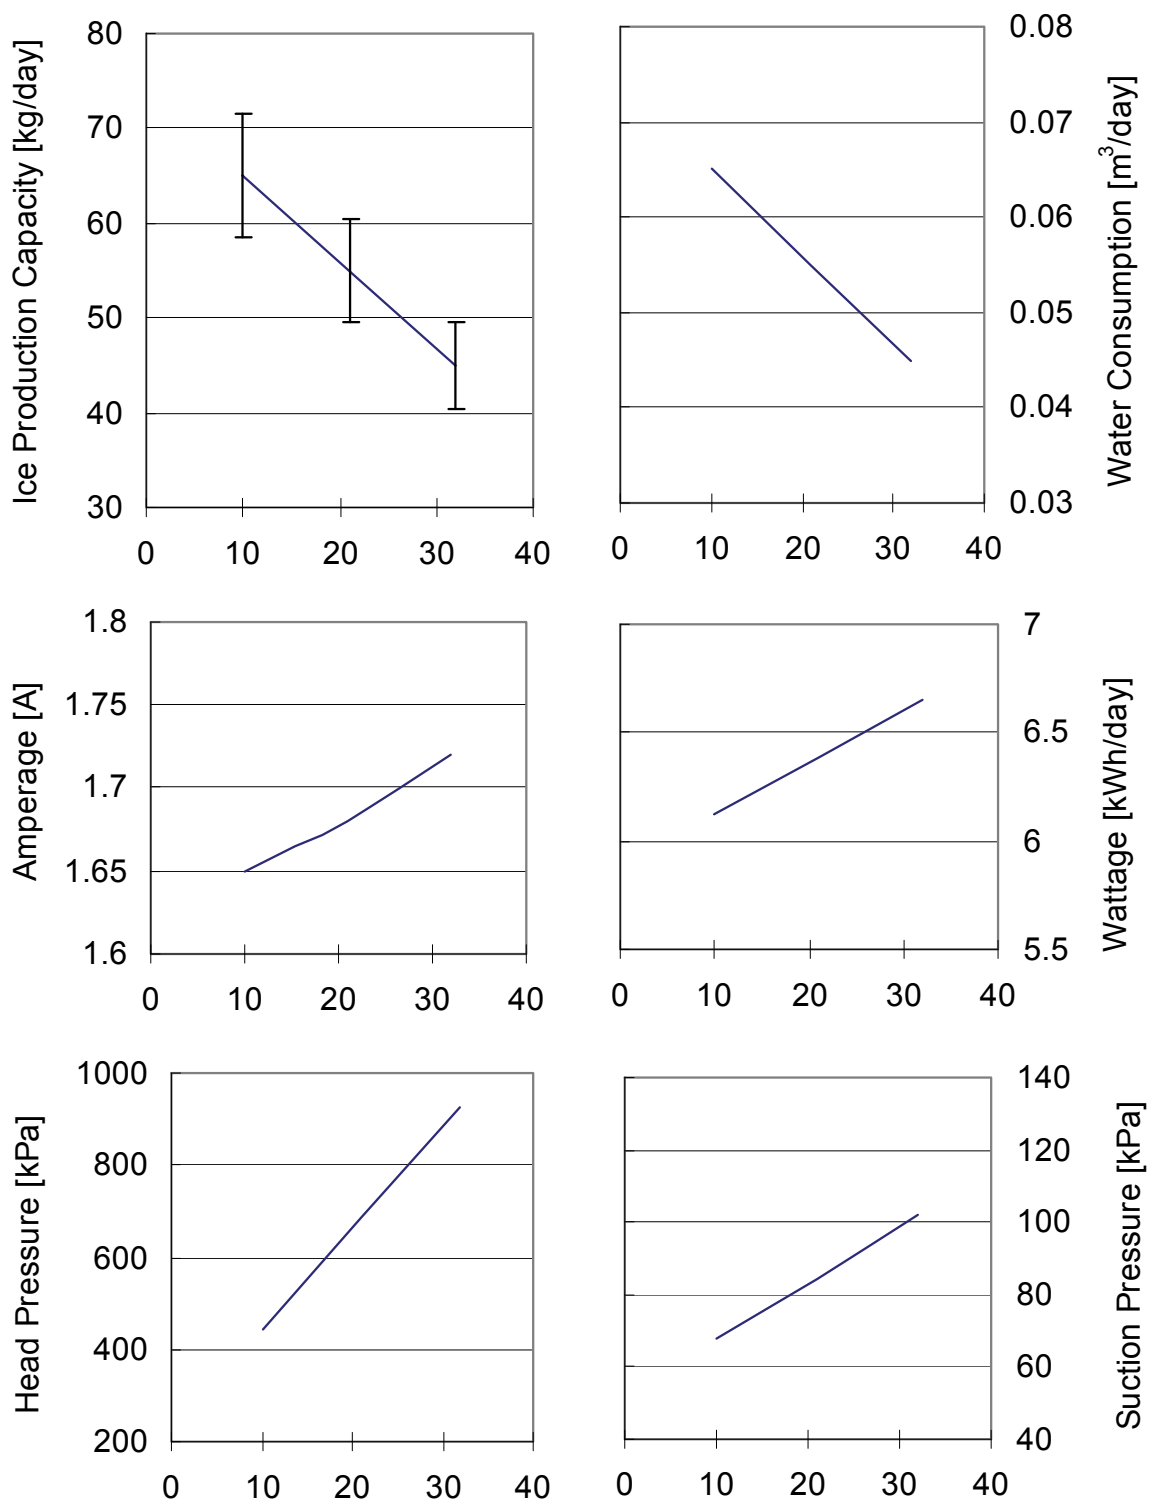 Ice Production Capacity [kg/day]
80
70
60
50
40
30
0 10 20 30 40
Water Consumption [m³/day]
0.08
0.07
0.06
0.05
0.04
0.03
0 10 20 30 40
Amperage [A]
1.8
1.75
1.7
1.65
1.6
0 10 20 30 40
Wattage [kWh/day]
7
6.5
6
5.5
0 10 20 30 40
Head Pressure [kPa]
1000
800
600
400
200
0 10 20 30 40
Suction Pressure [kPa]
140
120
100
80
60
40
0 10 20 30 40